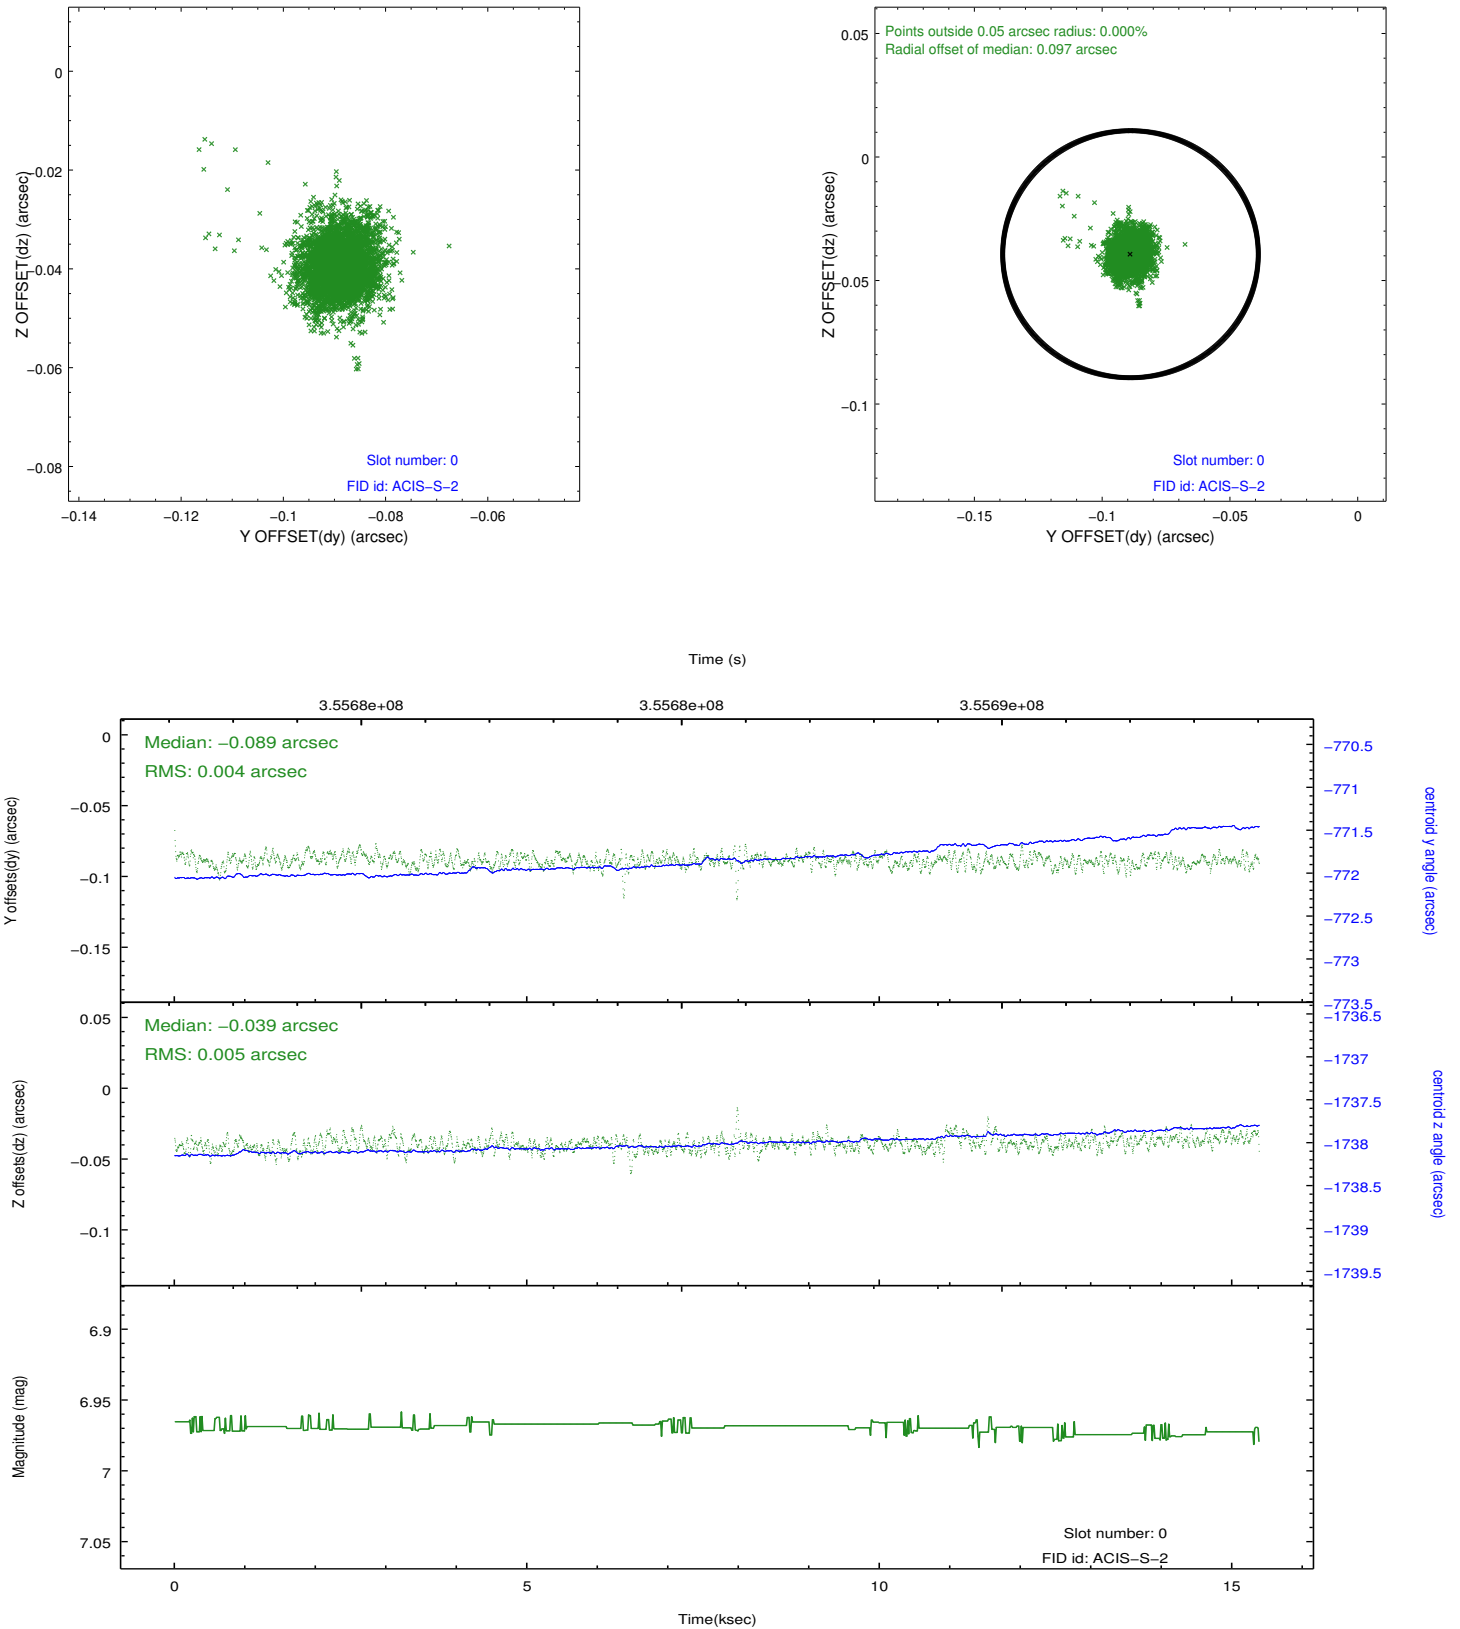 0
−0.02
−0.04
−0.06
−0.08
Z OFFSET(dz) (arcsec)
Slot number: 0
FID id: ACIS−S−2
−0.14
−0.12
−0.1
−0.08
−0.06
Y OFFSET(dy) (arcsec)
Points outside 0.05 arcsec radius: 0.000%
Radial offset of median: 0.097 arcsec
0.05
0
−0.05
−0.1
Z OFFSET(dz) (arcsec)
Slot number: 0
FID id: ACIS−S−2
−0.15
−0.1
−0.05
0
Y OFFSET(dy) (arcsec)
Time (s)
3.5568e+08
3.5568e+08
3.5569e+08
Median: −0.089 arcsec
RMS: 0.004 arcsec
0
−0.05
−0.1
−0.15
Y offsets(dy) (arcsec)
−770.5
−771
−771.5
−772
−772.5
−773
−773.5
centroid y angle (arcsec)
Median: −0.039 arcsec
RMS: 0.005 arcsec
0.05
0
−0.05
−0.1
Z offsets(dz) (arcsec)
−1736.5
−1737
−1737.5
−1738
−1738.5
−1739
−1739.5
centroid z angle (arcsec)
6.9
6.95
7
7.05
Magnitude (mag)
Slot number: 0
FID id: ACIS−S−2
0
5
10
15
Time(ksec)